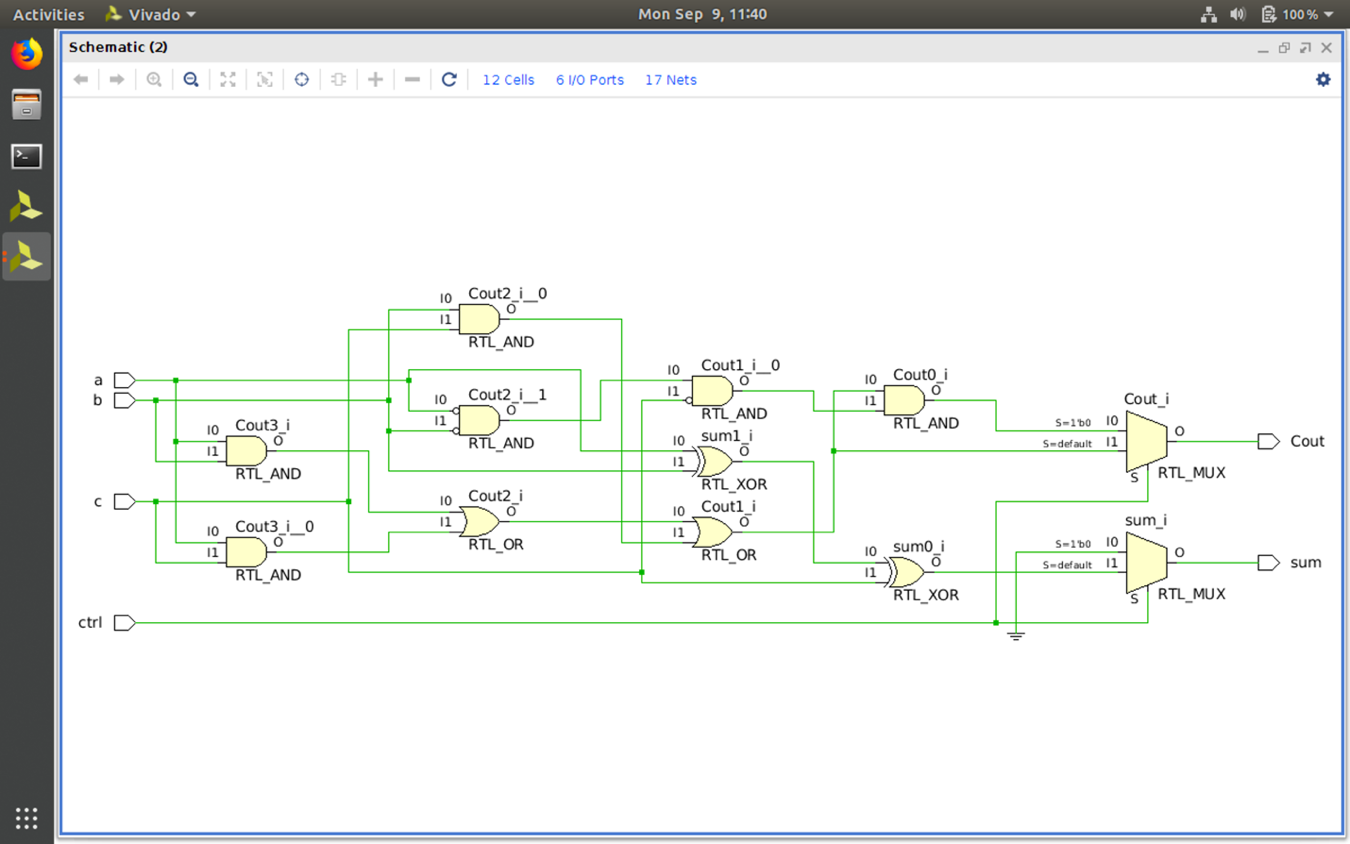 Activities Vivado Mon Sep 9, 11:40 100%
Schematic (2)
12 Cells 6 I/O Ports 17 Nets
Cout2_i__0
I0 O
I1
RTL_AND
a
b
Cout2_i__1
I0 O
I1
RTL_AND
Cout3_i
I0 O
I1
RTL_AND
c
Cout2_i
I0 O
I1
RTL_OR
Cout3_i__0
I0 O
I1
RTL_AND
ctrl
Cout1_i__0
I0 O
I1
RTL_AND
sum1_i
I0 O
I1
RTL_XOR
Cout1_i
I0 O
I1
RTL_OR
Cout0_i
I0 O
I1
RTL_AND
sum0_i
I0 O
I1
RTL_XOR
Cout_i
S=1'b0 I0 O
S=default I1
S
RTL_MUX
Cout
sum_i
S=1'b0 I0 O
S=default I1
S
RTL_MUX
sum